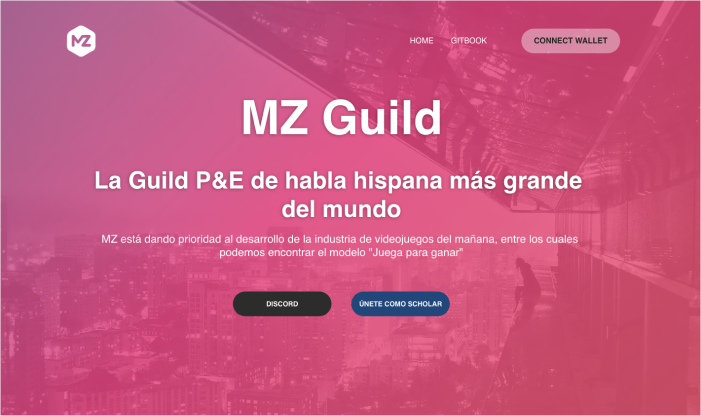 MZ
HOME
GITBOOK
CONNECT WALLET
MZ Guild
La Guild P&E de habla hispana más grande
del mundo
MZ está dando prioridad al desarrollo de la industria de videojuegos del mañana, entre los cuales
podemos encontrar el modelo "Juega para ganar"
DISCORD
ÚNETE COMO SCHOLAR